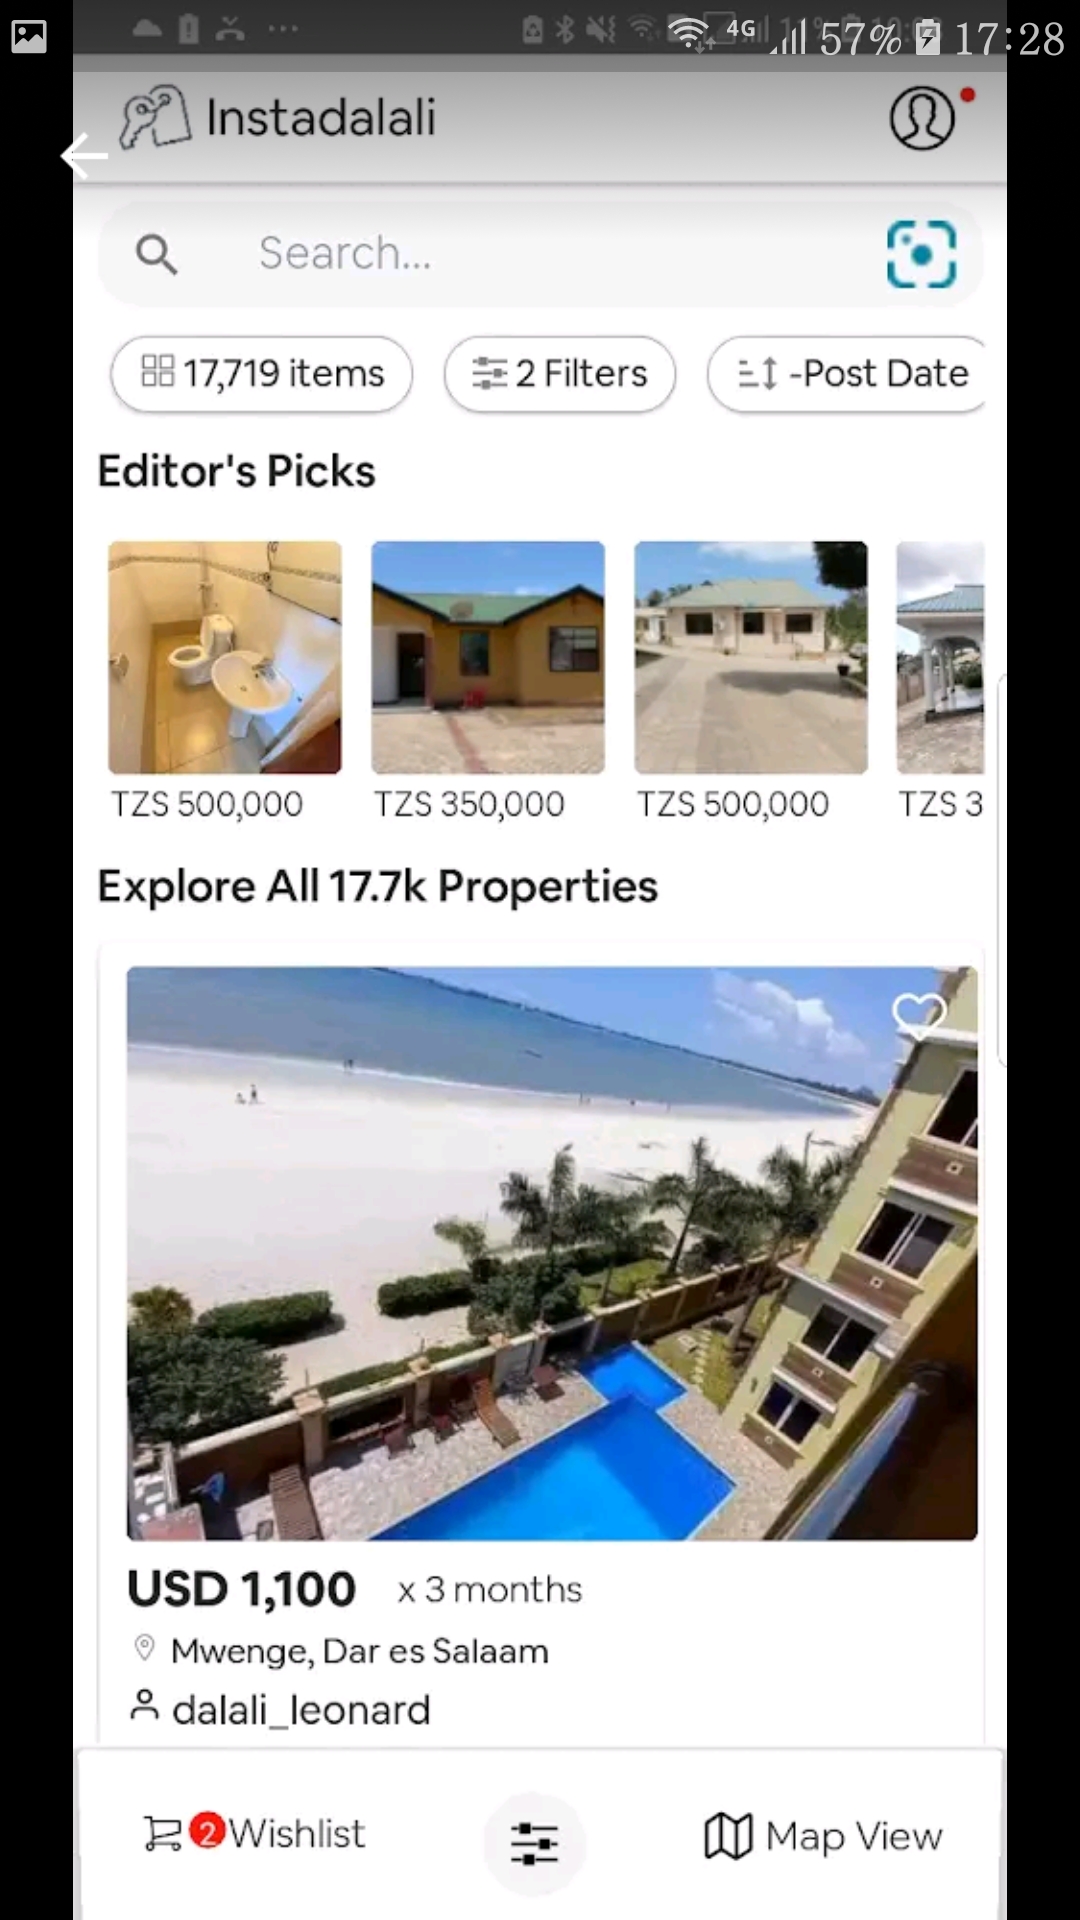 4G 57% 17:28
Instadalali
Search...
17,719 items
2 Filters
-Post Date
Editor's Picks
TZS 500,000
TZS 350,000
TZS 500,000
TZS 3
Explore All 17.7k Properties
USD 1,100 x 3 months
Mwenge, Dar es Salaam
dalali_leonard
2 Wishlist
Map View